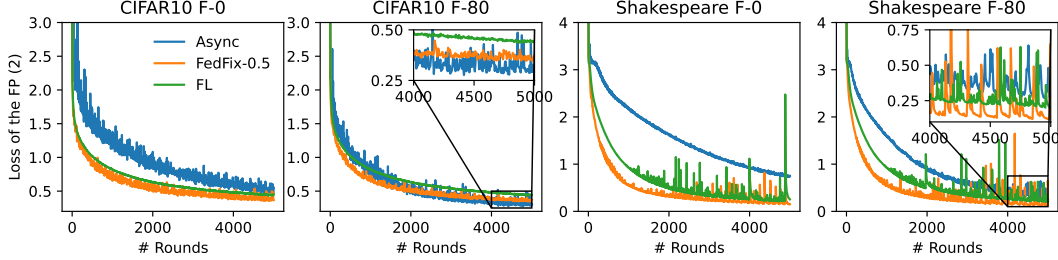 CIFAR10 F-0
Loss of the FP (2)
3.0
2.5
2.0
1.5
1.0
0.5
Async
FedFix-0.5
FL
0 2000 4000
# Rounds
CIFAR10 F-80
3.0
2.5
2.0
1.5
1.0
0.5
0.50
0.25
4000 4500 5000
0 2000 4000
# Rounds
Shakespeare F-0
4
3
2
1
0
0 2000 4000
# Rounds
Shakespeare F-80
4
3
2
1
0
0.75
0.50
0.25
4000 4500 500
0 2000 4000
# Rounds